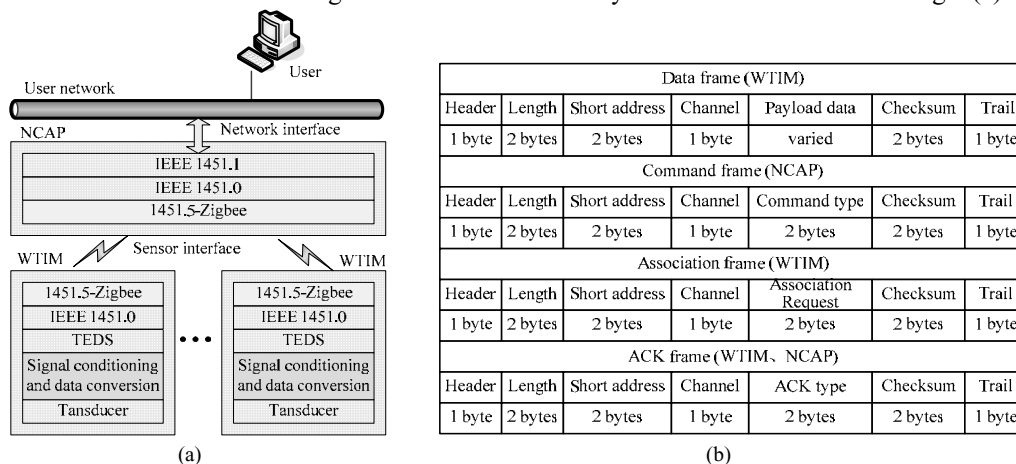 User
User network
NCAP
Network interface
IEEE 1451.1
IEEE 1451.0
1451.5-Zigbee
Sensor interface
WTIM
WTIM
1451.5-Zigbee
IEEE 1451.0
TEDS
Signal conditioning
and data conversion
Tansducer
1451.5-Zigbee
IEEE 1451.0
TEDS
Signal conditioning
and data conversion
Tansducer
(a)
Data frame (WTIM)
Header Length Short address Channel Payload data Checksum Trail
1 byte 2 bytes 2 bytes 1 byte varied 2 bytes 1 byte
Command frame (NCAP)
Header Length Short address Channel Command type Checksum Trail
1 byte 2 bytes 2 bytes 1 byte 2 bytes 2 bytes 1 byte
Association frame (WTIM)
Header Length Short address Channel Association Request Checksum Trail
1 byte 2 bytes 2 bytes 1 byte 2 bytes 2 bytes 1 byte
ACK frame (WTIM、NCAP)
Header Length Short address Channel ACK type Checksum Trail
1 byte 2 bytes 2 bytes 1 byte 2 bytes 2 bytes 1 byte
(b)